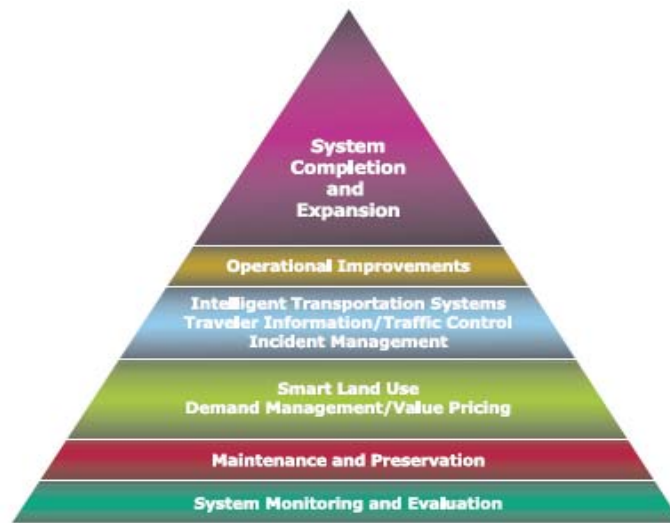 System
Completion
and
Expansion
Operational Improvements
Intelligent Transportation Systems
Traveler Information/Traffic Control
Incident Management
Smart Land Use
Demand Management/Value Pricing
Maintenance and Preservation
System Monitoring and Evaluation